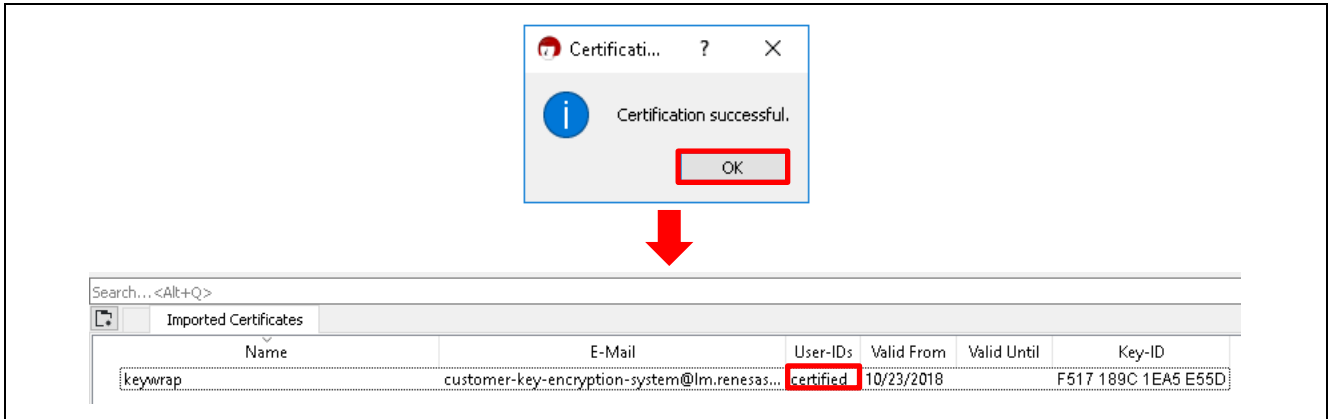 Certificati... ?
Certification successful.
OK
Search...<Alt+Q>
Imported Certificates
Name E-Mail User-IDs Valid From Valid Until Key-ID
keywrap customer-key-encryption-system@lm.renesas... certified 10/23/2018 F517 189C 1EA5 E55D